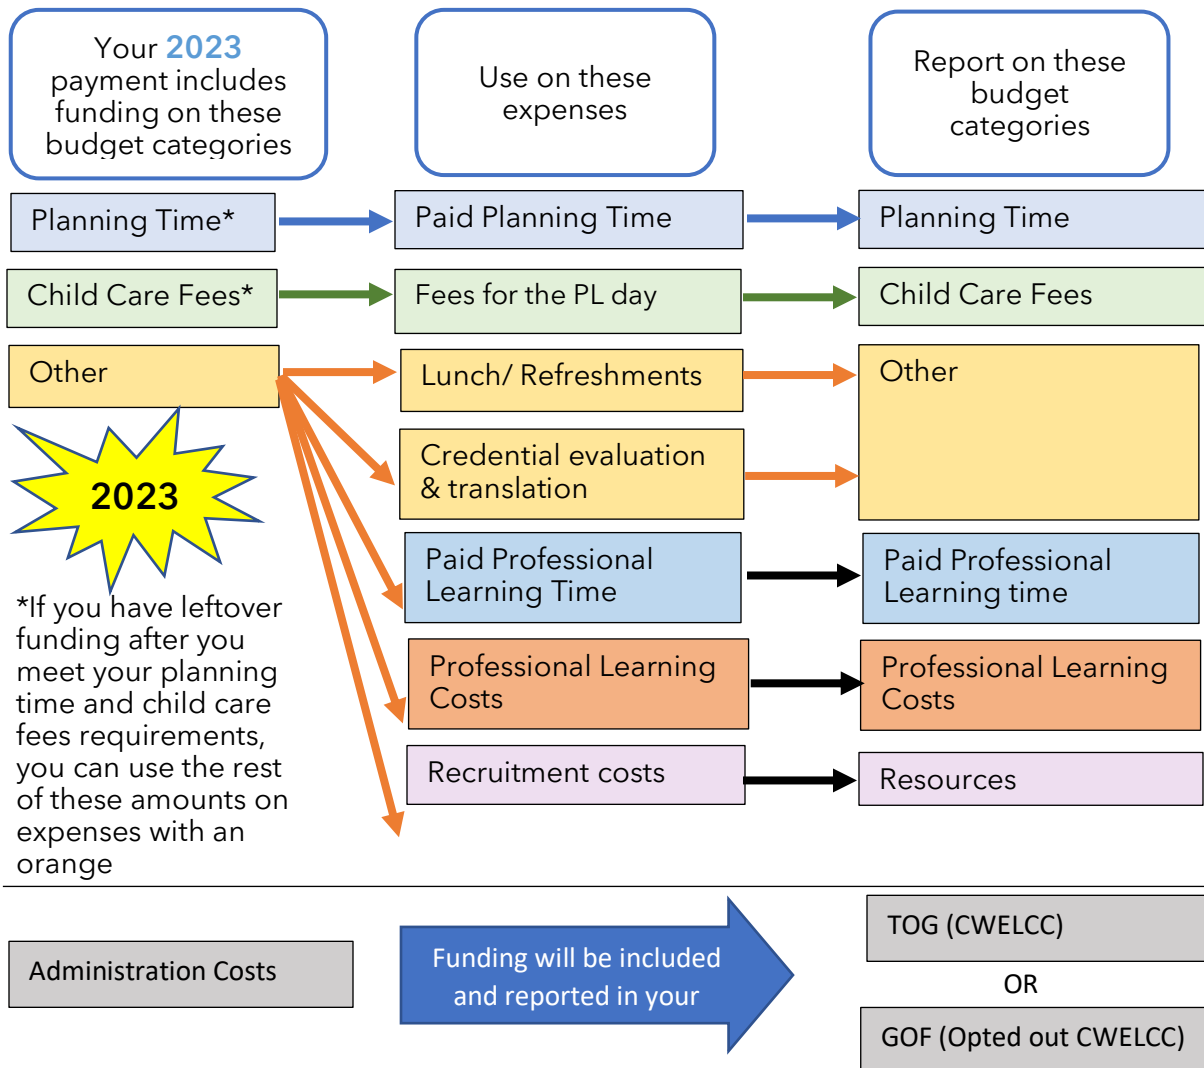 Your 2023
payment includes
funding on these
budget categories
Use on these
expenses
Report on these
budget
categories
Planning Time*
Paid Planning Time
Planning Time
Child Care Fees*
Fees for the PL day
Child Care Fees
Other
Lunch/ Refreshments
Other
Credential evaluation
& translation
2023
Paid Professional
Learning Time
Paid Professional
Learning time
*If you have leftover
funding after you
meet your planning
time and child care
fees requirements,
you can use the rest
of these amounts on
expenses with an
orange
Professional Learning
Costs
Professional Learning
Costs
Recruitment costs
Resources
Administration Costs
Funding will be included
and reported in your
TOG (CWELCC)
OR
GOF (Opted out CWELCC)